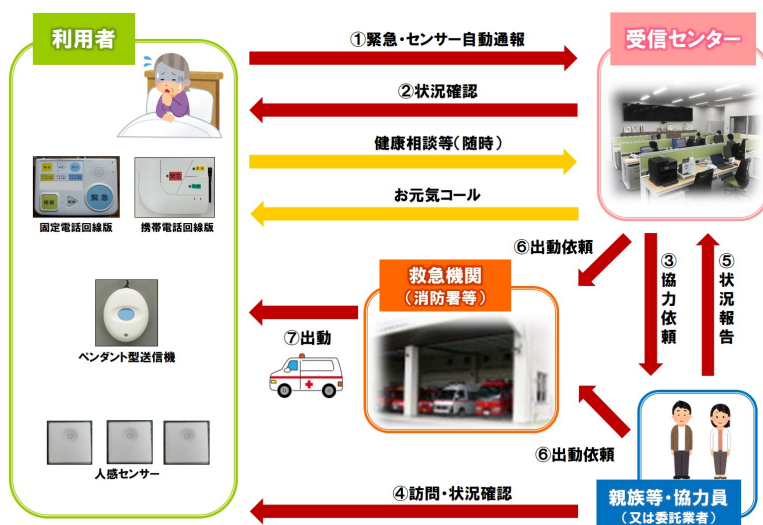 利用者
受信センター
①緊急・センサー自動通報
②状況確認
健康相談等(随時)
お元気コール
緊急
固定電話回線版
携帯電話回線版
ペンダント型送信機
人感センサー
⑥出動依頼
救急機関
(消防署等)
⑦出動
③協力依頼
⑤状況報告
⑥出動依頼
④訪問・状況確認
親族等・協力員
(又は委託業者)